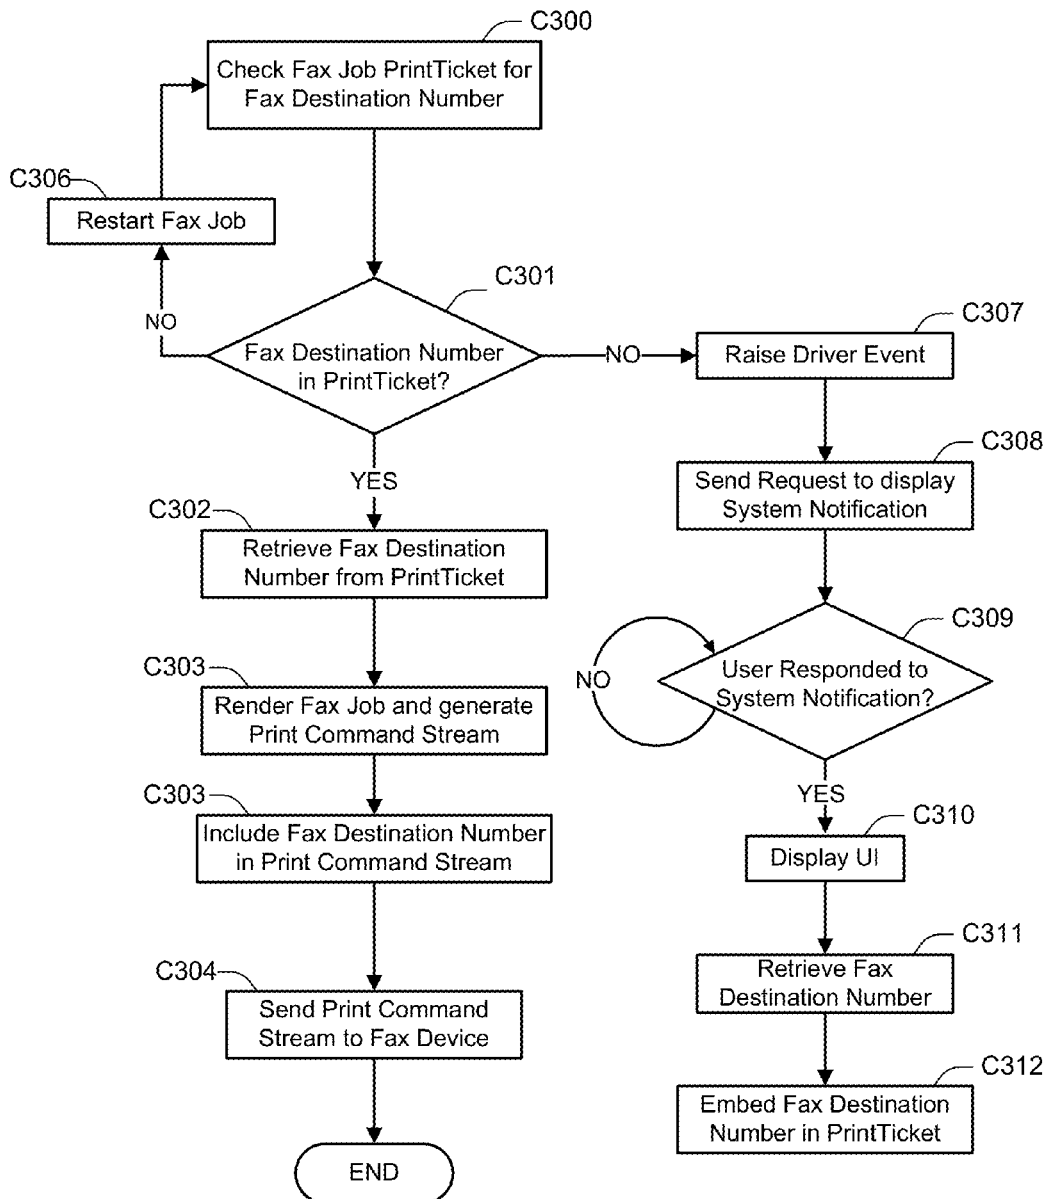 C300
Check Fax Job PrintTicket for
Fax Destination Number
C306
Restart Fax Job
C301
NO
Fax Destination Number
in PrintTicket?
NO
C307
Raise Driver Event
C308
Send Request to display
System Notification
YES
C302
Retrieve Fax Destination
Number from PrintTicket
C309
User Responded to
System Notification?
NO
C303
Render Fax Job and generate
Print Command Stream
YES
C303
Include Fax Destination Number
in Print Command Stream
C310
Display UI
C311
Retrieve Fax
Destination Number
C304
Send Print Command
Stream to Fax Device
C312
Embed Fax Destination
Number in PrintTicket
END